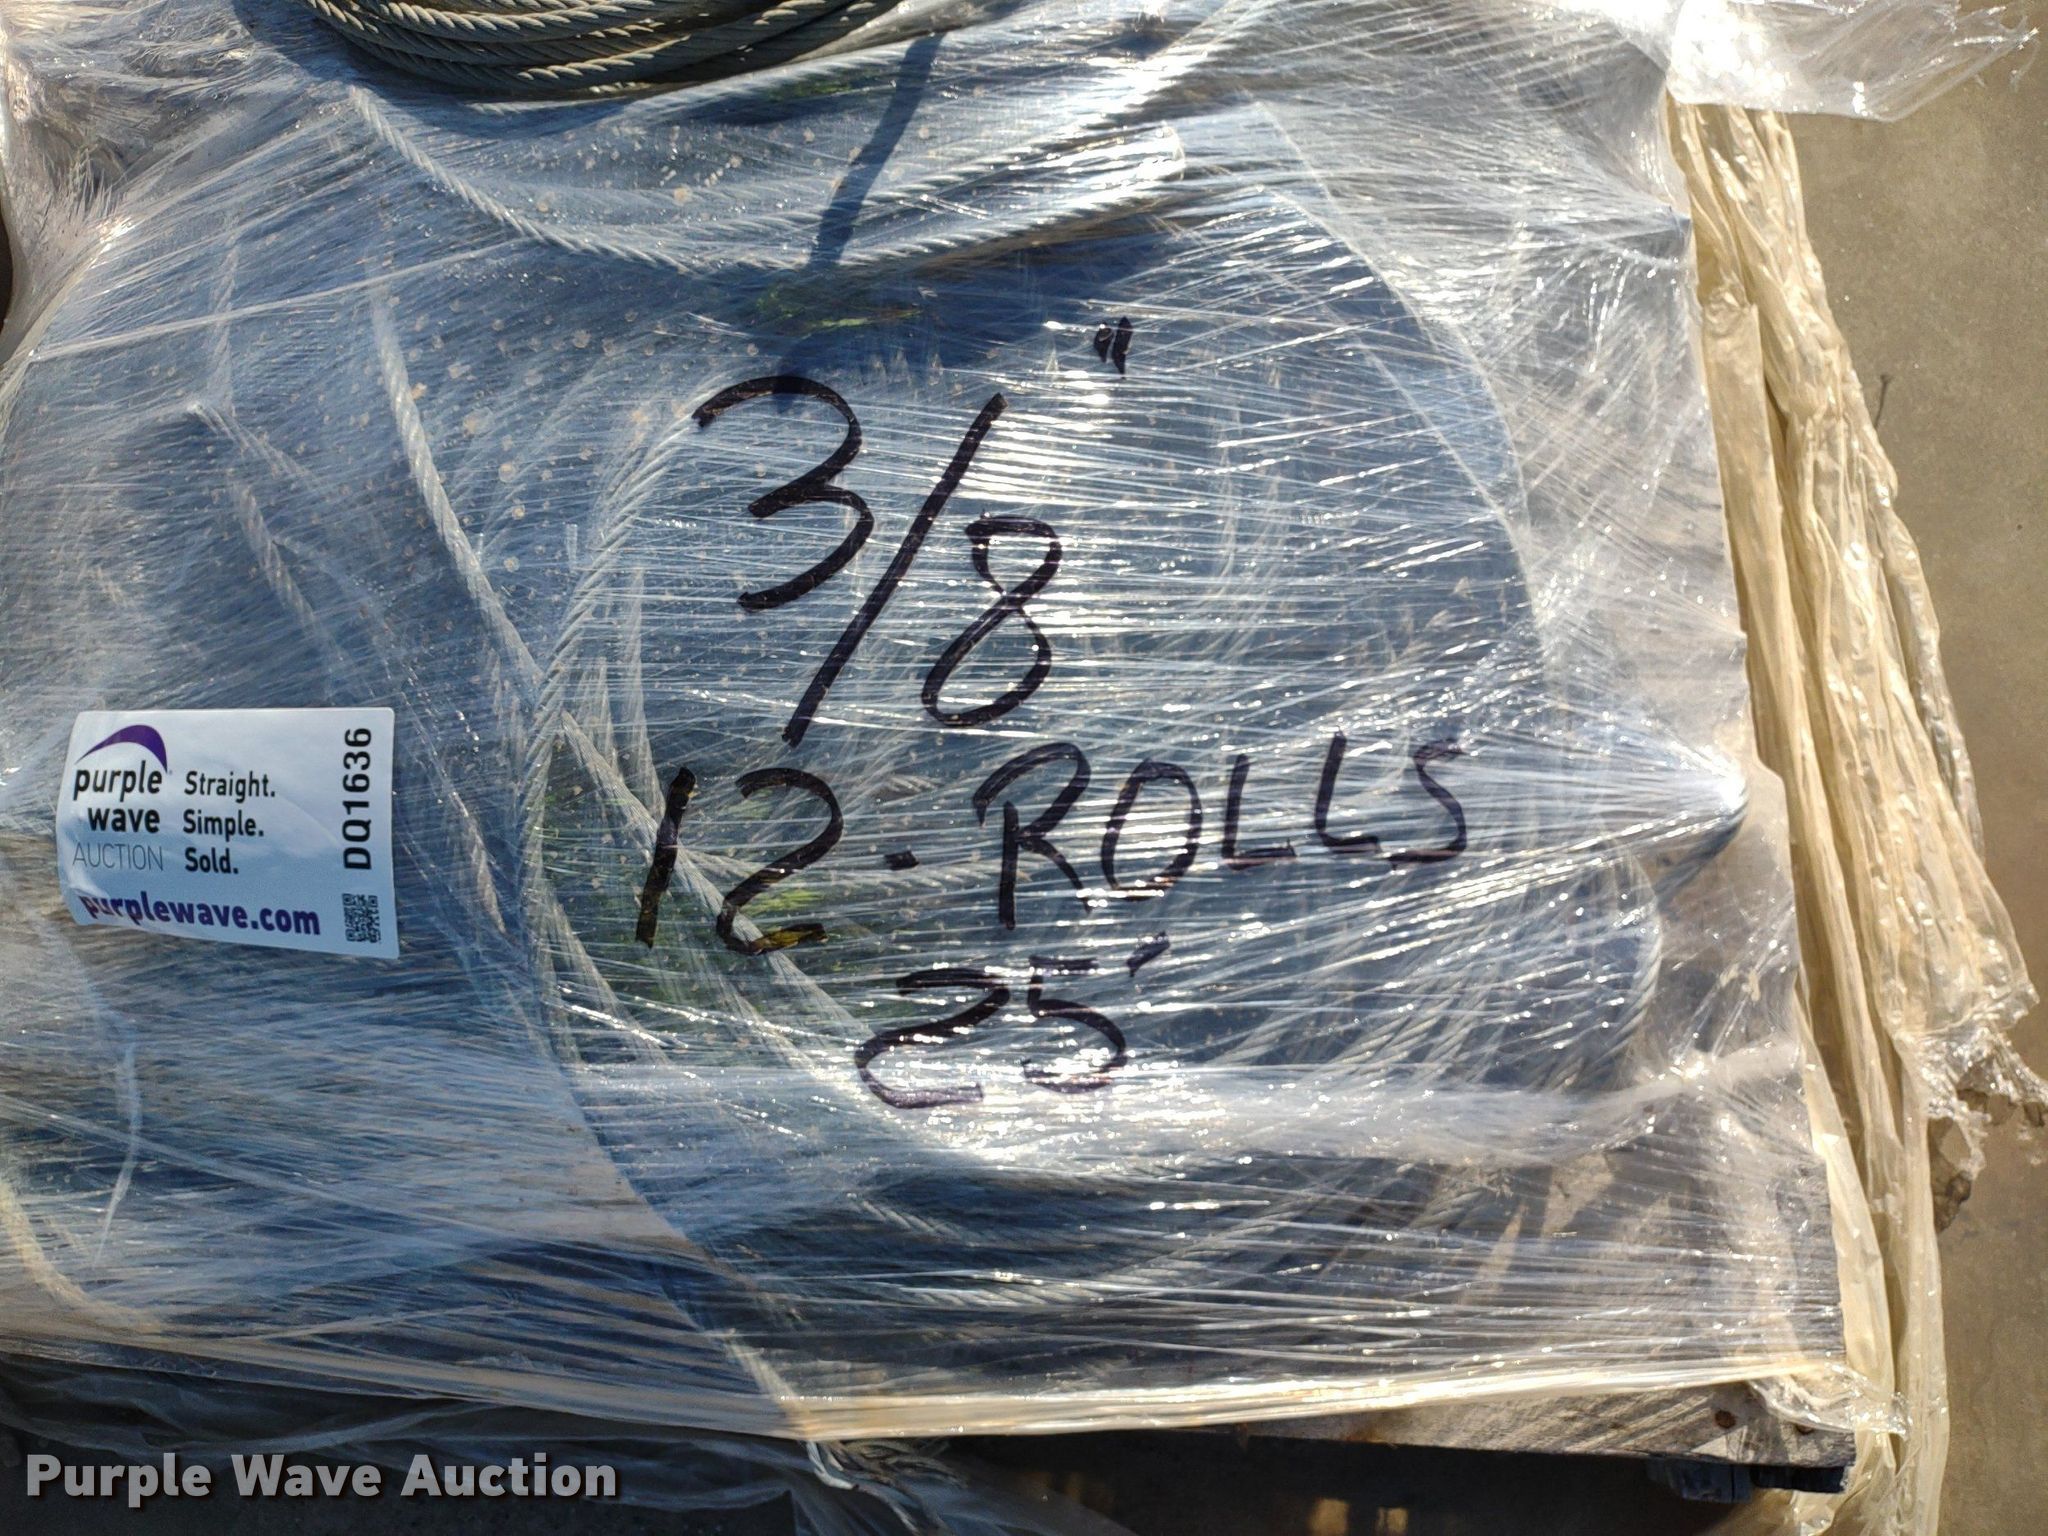 3/8"
12-ROLLS
25'
purple wave AUCTION
Straight.
Simple.
Sold.
purplewave.com
DQ1636
Purple Wave Auction